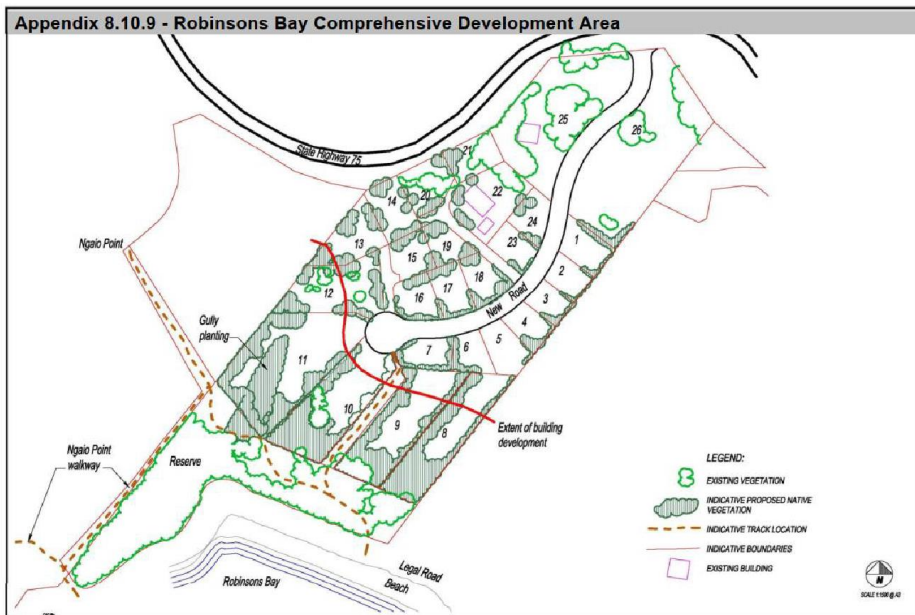 Appendix 8.10.9 - Robinsons Bay Comprehensive Development Area
State Highway 75
25
26
21
22
20
14
24
13
19
15
23
1
Ngaio Point
18
2
12
16
17
New Road
3
4
Gully
planting
5
6
7
11
10
9
8
Extent of building
development
Ngaio Point
walkway
Reserve
LEGEND:
EXISTING VEGETATION
INDICATIVE PROPOSED NATIVE
VEGETATION
INDICATIVE TRACK LOCATION
INDICATIVE BOUNDARIES
EXISTING BUILDING
Legal Road
Beach
Robinsons Bay
N